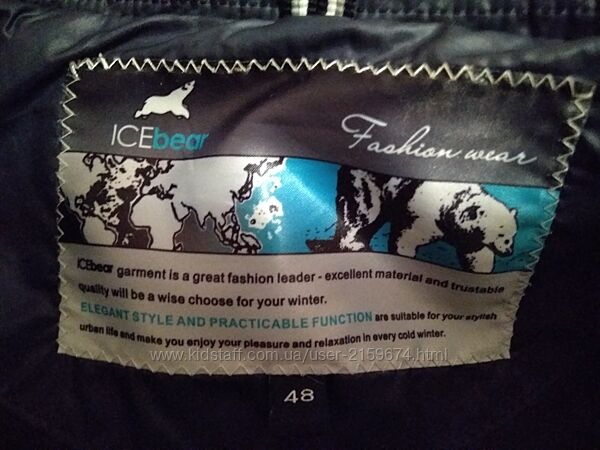 ICEbear
Fashion wear
ICEbear garment is a great fashion leader - excellent material and trustable
quality will be a wise choose for your winter.
ELEGANT STYLE AND PRACTICABLE FUNCTION are suitable for your stylish
urban life and make you enjoy your pleasure and relaxation in every cold winter.
www.kidstaff.com.ua/user-2159674.html
48